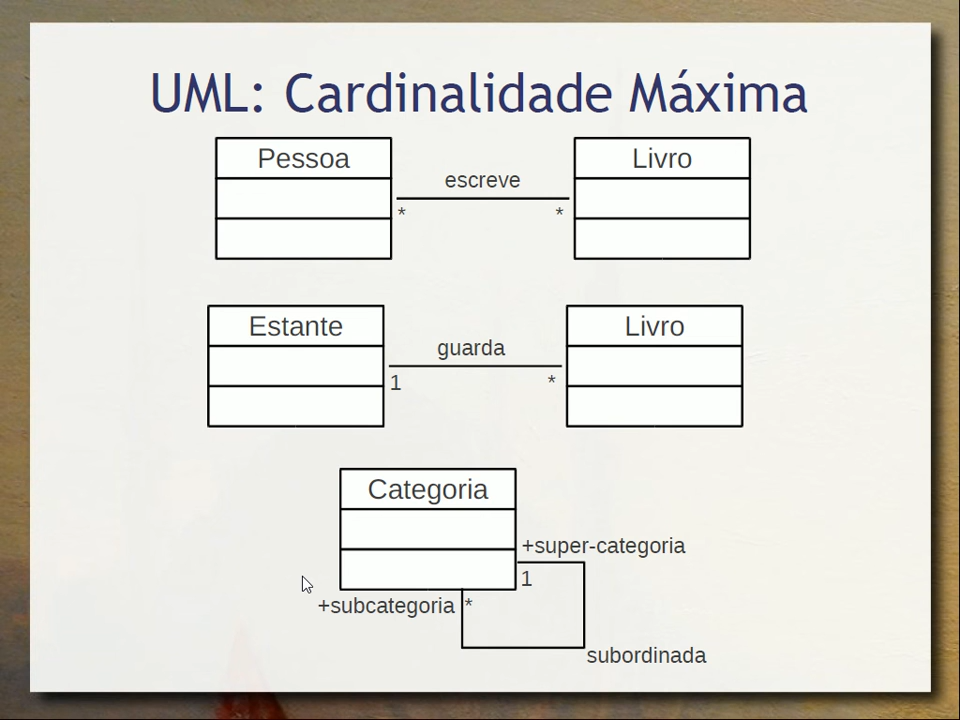 UML: Cardinalidade Máxima
Pessoa
escreve
Livro
*
*
Estante
guarda
Livro
1
*
Categoria
+super-categoria
1
+subcategoria
*
subordinada